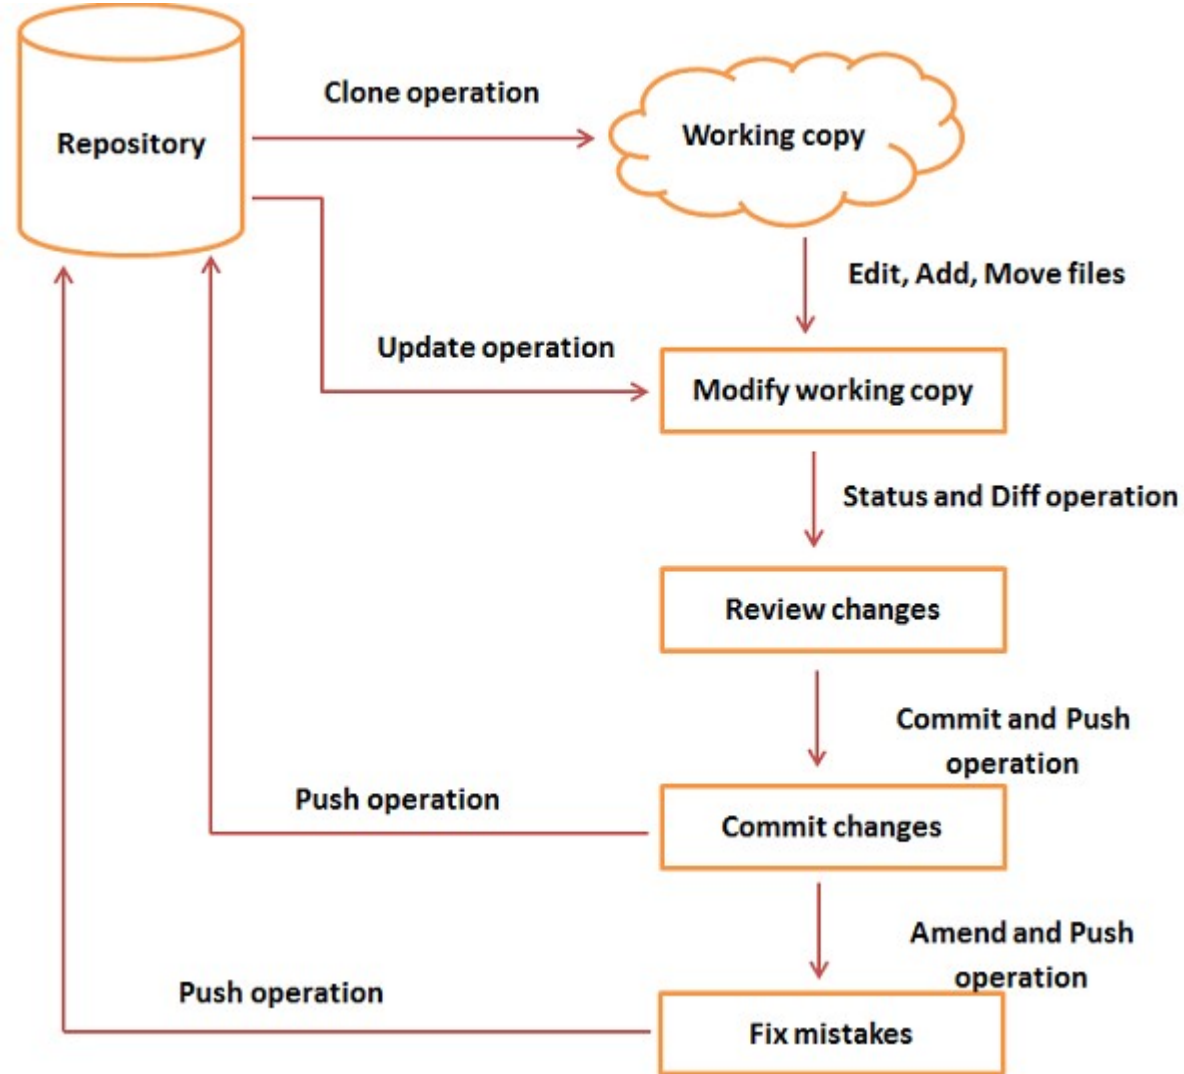 Clone operation
Repository
Working copy
Edit, Add, Move files
Update operation
Modify working copy
Status and Diff operation
Review changes
Commit and Push
operation
Push operation
Commit changes
Amend and Push
operation
Push operation
Fix mistakes